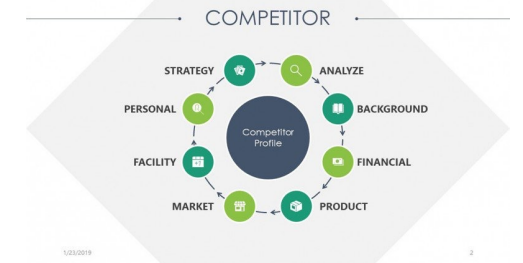 COMPETITOR
STRATEGY
ANALYZE
PERSONAL
BACKGROUND
Competitor
Profile
FACILITY
FINANCIAL
MARKET
PRODUCT
1/23/2019
2